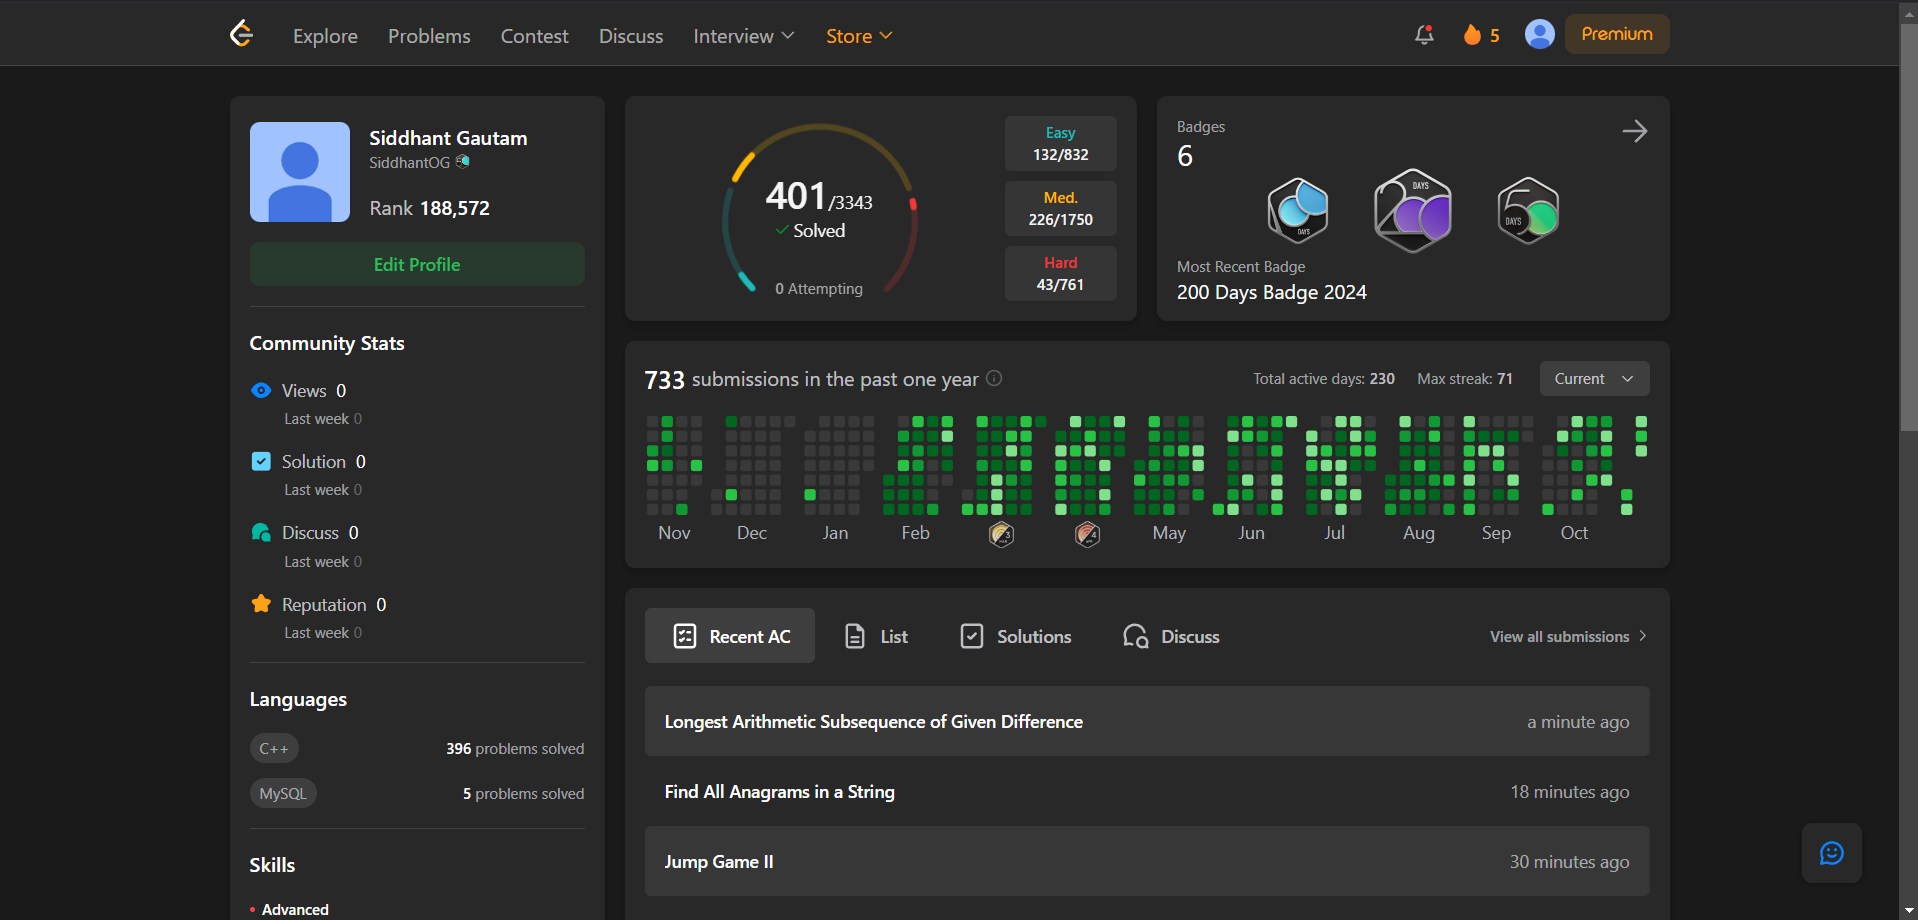 Explore Problems Contest Discuss Interview Store 5 Premium
Siddhant Gautam
SiddhantOG
Rank 188,572
Edit Profile
Community Stats
Views 0
Last week 0
Solution 0
Last week 0
Discuss 0
Last week 0
Reputation 0
Last week 0
Languages
C++ 396 problems solved
MySQL 5 problems solved
Skills
Advanced
401/3343
Solved
0 Attempting
Easy
132/832
Med.
226/1750
Hard
43/761
Badges
6
DAYS
DAYS
DAYS
Most Recent Badge
200 Days Badge 2024
733 submissions in the past one year Total active days: 230 Max streak: 71 Current
Nov Dec Jan Feb 3 4 May Jun Jul Aug Sep Oct
Recent AC List Solutions Discuss View all submissions
Longest Arithmetic Subsequence of Given Difference a minute ago
Find All Anagrams in a String 18 minutes ago
Jump Game II 30 minutes ago